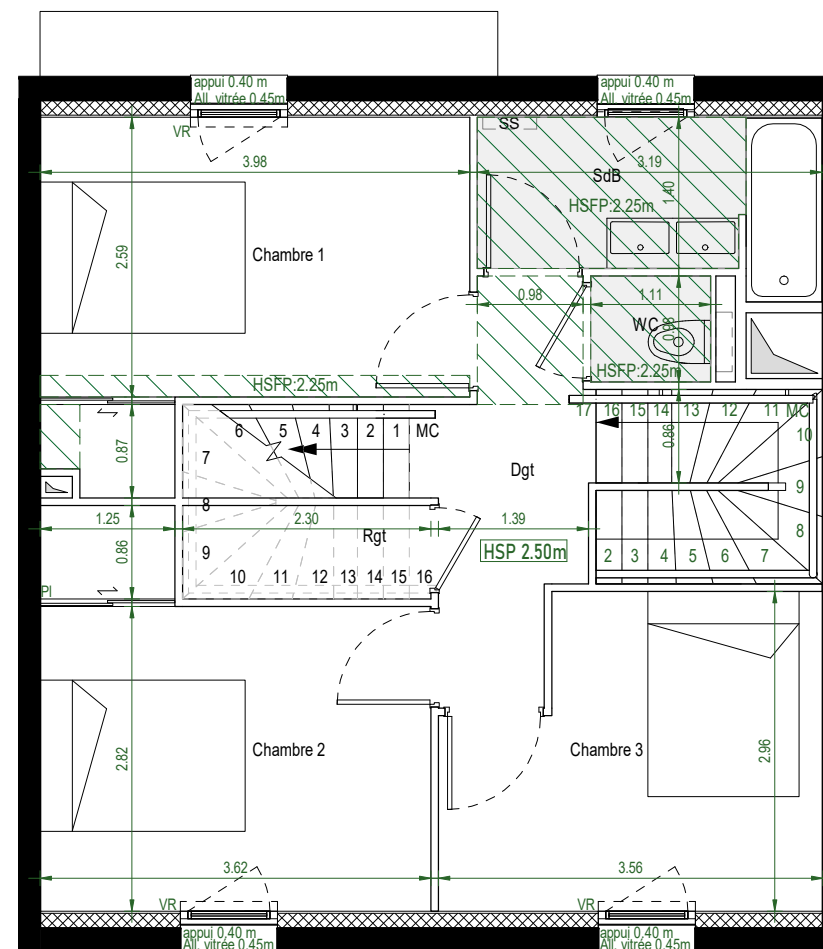 appui 0.40 m
All. vitrée 0.45m
appui 0.40 m
All. vitrée 0.45m
VR
SS
3.98
3.19
SdB
1.40
HSFP:2.25m
2.59
Chambre 1
0.98
1.11
WC
0.98
HSFP:2.25m
HSFP:2.25m
17 16 15 14 13 12 11 MC
10
9
8
7 6 5 4 3 2
0.86
6 5 4 3 2 1 MC
7
8
9
10 11 12 13 14 15 16
0.87
Dgt
1.25
2.30
1.39
Rgt
0.86
HSP 2.50m
Pl
2.82
Chambre 2
Chambre 3
2.96
3.62
3.56
VR
VR
appui 0.40 m
All. vitrée 0.45m
appui 0.40 m
All. vitrée 0.45m